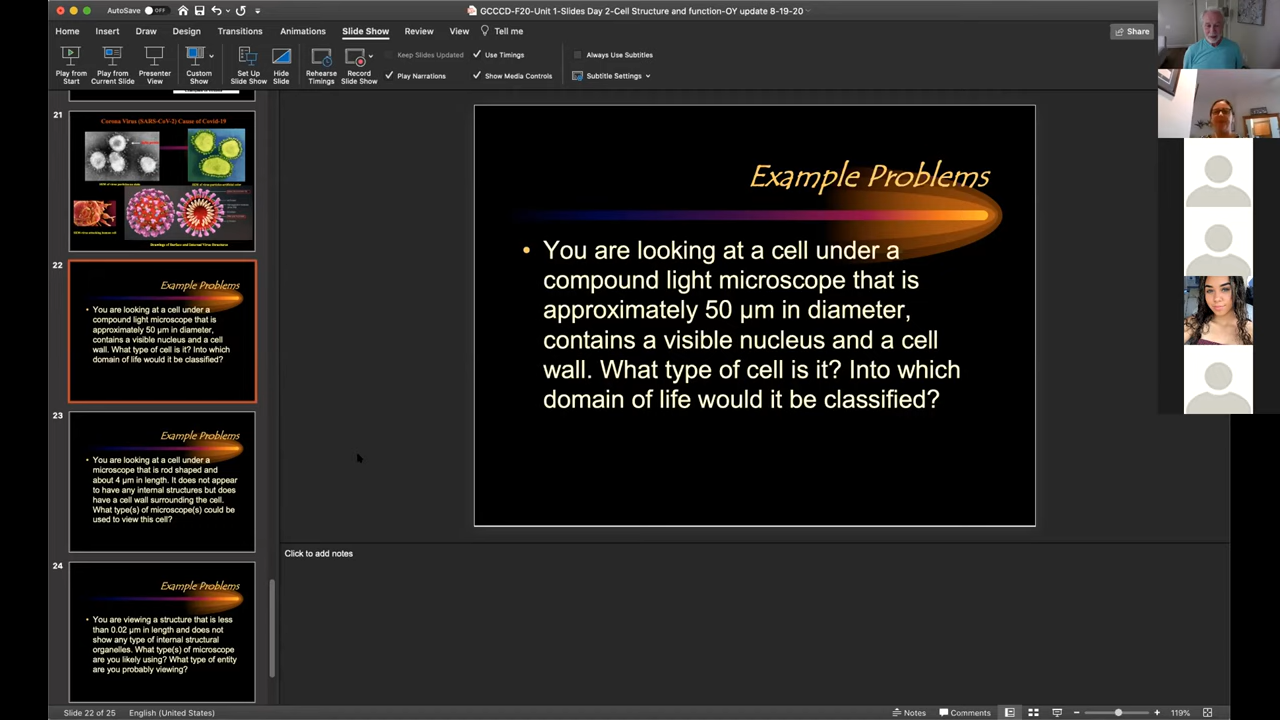 AutoSave OFF
GCCCD-F20-Unit 1-Slides Day 2-Cell Structure and function-OY update 8-19-20
Home Insert Draw Design Transitions Animations Slide Show Review View Tell me
Share
Keep Slides Updated Use Timings Always Use Subtitles
Play from Start Play from Current Slide Presenter View Custom Show Set Up Slide Show Hide Slide Rehearse Timings Record Slide Show Play Narrations Show Media Controls Subtitle Settings
21
Corona Virus (SARS-CoV-2) Cause of Covid-19
Drawings of Surface and Internal Virus Structures
22
Example Problems
• You are looking at a cell under a
compound light microscope that is
approximately 50 µm in diameter,
contains a visible nucleus and a cell
wall. What type of cell is it? Into which
domain of life would it be classified?
23
Example Problems
• You are looking at a cell under a
microscope that is rod shaped and
about 4 µm in length. It does not appear
to have any internal structures but does
have a cell wall surrounding the cell.
What type(s) of microscope(s) could be
used to view this cell?
24
Example Problems
• You are viewing a structure that is less
than 0.02 µm in length and does not
show any type of internal structural
organelles. What type(s) of microscope
are you likely using? What type of entity
are you probably viewing?
Example Problems
• You are looking at a cell under a
compound light microscope that is
approximately 50 µm in diameter,
contains a visible nucleus and a cell
wall. What type of cell is it? Into which
domain of life would it be classified?
Click to add notes
Slide 22 of 25 English (United States) Notes Comments 119%